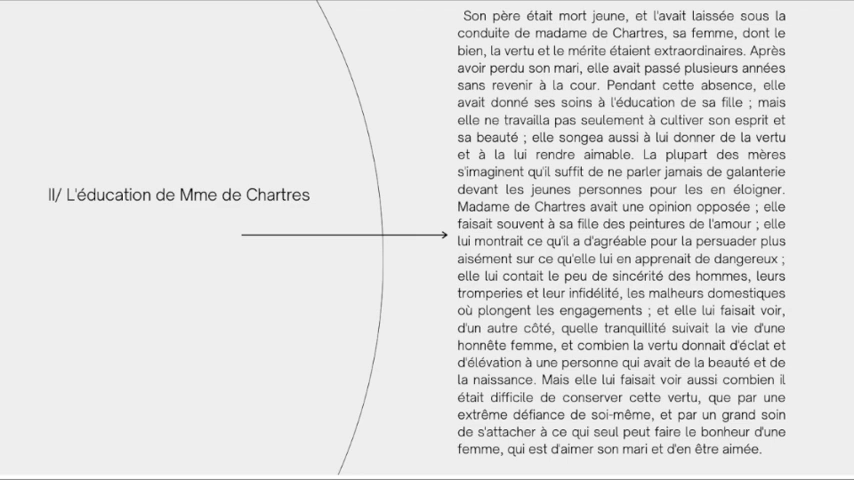 II/ L'éducation de Mme de Chartres
Son père était mort jeune, et l'avait laissée sous la
conduite de madame de Chartres, sa femme, dont le
bien, la vertu et le mérite étaient extraordinaires. Après
avoir perdu son mari, elle avait passé plusieurs années
sans revenir à la cour. Pendant cette absence, elle
avait donné ses soins à l'éducation de sa fille ; mais
elle ne travailla pas seulement à cultiver son esprit et
sa beauté ; elle songea aussi à lui donner de la vertu
et à la lui rendre aimable. La plupart des mères
s'imaginent qu'il suffit de ne parler jamais de galanterie
devant les jeunes personnes pour les en éloigner.
Madame de Chartres avait une opinion opposée ; elle
faisait souvent à sa fille des peintures de l'amour ; elle
lui montrait ce qu'il a d'agréable pour la persuader plus
aisément sur ce qu'elle lui en apprenait de dangereux ;
elle lui contait le peu de sincérité des hommes, leurs
tromperies et leur infidélité, les malheurs domestiques
où plongent les engagements ; et elle lui faisait voir,
d'un autre côté, quelle tranquillité suivait la vie d'une
honnête femme, et combien la vertu donnait d'éclat et
d'élévation à une personne qui avait de la beauté et de
la naissance. Mais elle lui faisait voir aussi combien il
était difficile de conserver cette vertu, que par une
extrême défiance de soi-même, et par un grand soin
de s'attacher à ce qui seul peut faire le bonheur d'une
femme, qui est d'aimer son mari et d'en être aimée.